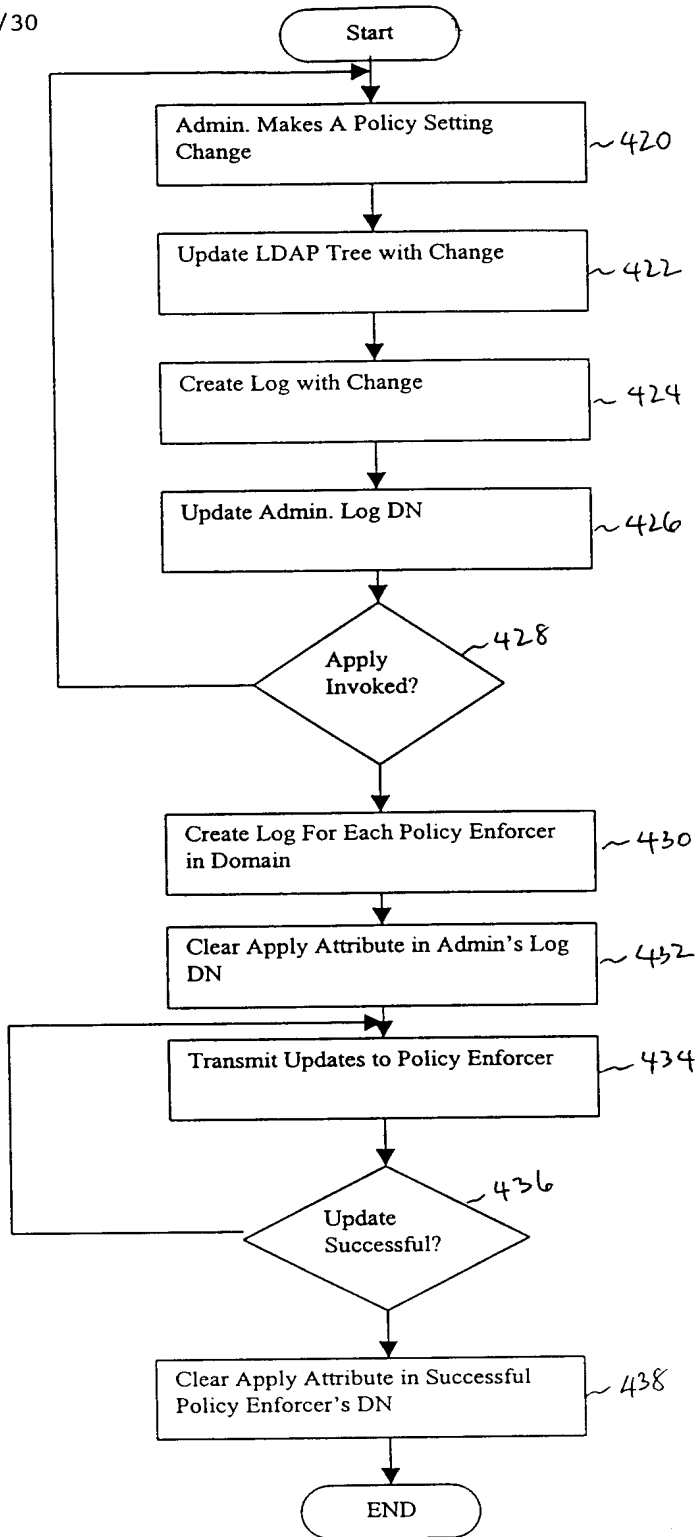 /30
Start
Admin. Makes A Policy Setting
Change
~420
Update LDAP Tree with Change
~422
Create Log with Change
~424
Update Admin. Log DN
~426
~428
Apply
Invoked?
Create Log For Each Policy Enforcer
in Domain
~430
Clear Apply Attribute in Admin's Log
DN
~432
Transmit Updates to Policy Enforcer
~434
~436
Update
Successful?
Clear Apply Attribute in Successful
Policy Enforcer's DN
~438
END